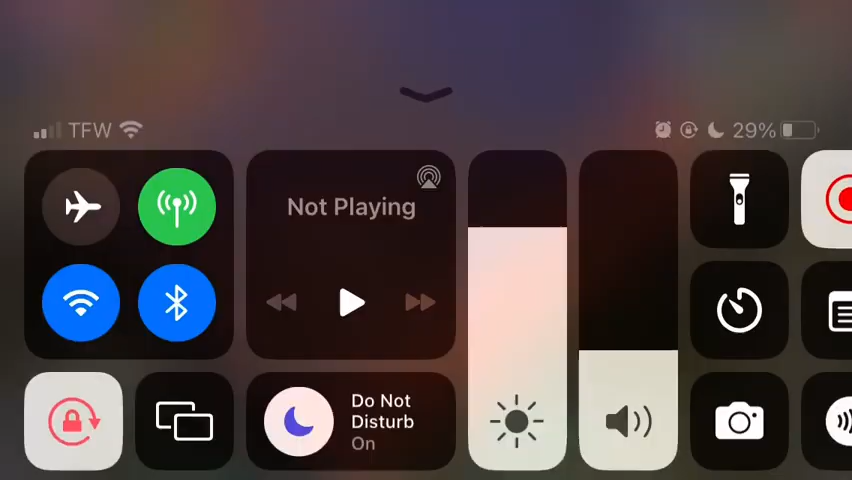 TFW
29%
Not Playing
Do Not
Disturb
On